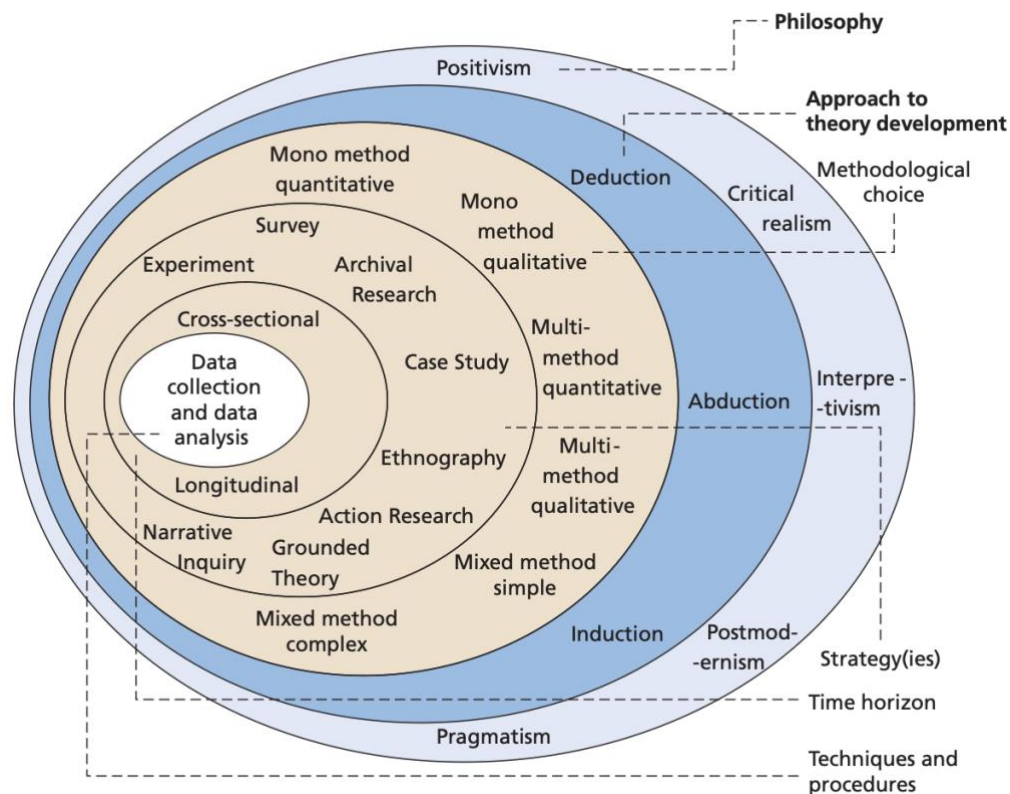 Philosophy
Positivism
Approach to
theory development
Mono method
quantitative
Deduction
Methodological
choice
Critical
realism
Mono
method
qualitative
Survey
Experiment
Archival
Research
Cross-sectional
Multi-
method
quantitative
Data
collection
and data
analysis
Case Study
Abduction
Interpre-
-tivism
Ethnography
Multi-
method
qualitative
Longitudinal
Action Research
Narrative
Inquiry
Grounded
Theory
Mixed method
simple
Mixed method
complex
Induction
Postmod-
-ernism
Strategy(ies)
Time horizon
Pragmatism
Techniques and
procedures